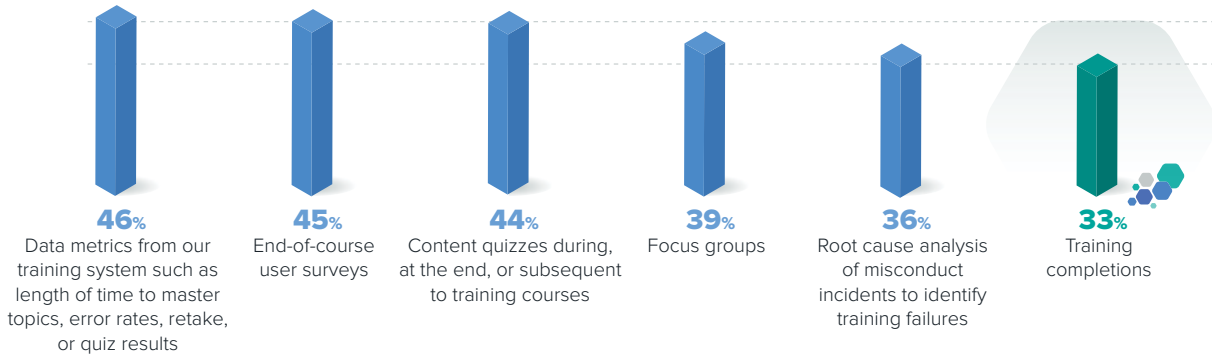 46%
Data metrics from our
training system such as
length of time to master
topics, error rates, retake,
or quiz results
45%
End-of-course
user surveys
44%
Content quizzes during,
at the end, or subsequent
to training courses
39%
Focus groups
36%
Root cause analysis
of misconduct
incidents to identify
training failures
33%
Training
completions